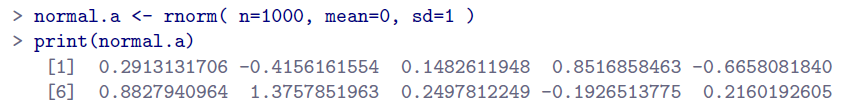 > normal.a <- rnorm( n=1000, mean=0, sd=1 )
> print(normal.a)
[1] 0.2913131706 -0.4156161554 0.1482611948 0.8516858463 -0.6658081840
[6] 0.8827940964 1.3757851963 0.2497812249 -0.1926513775 0.2160192605